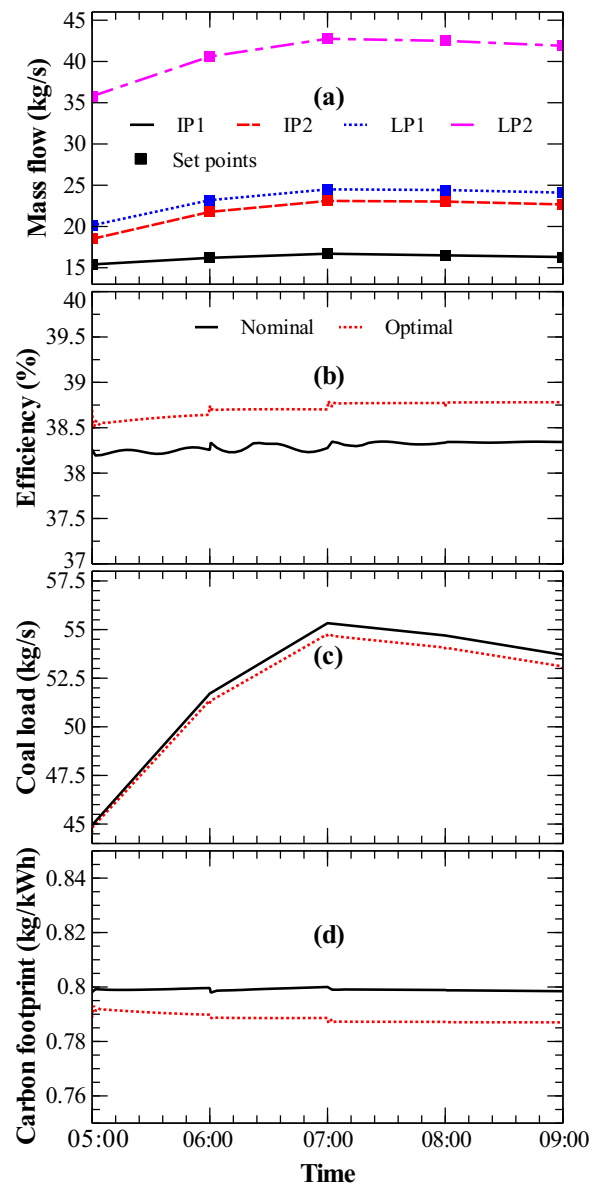 45
40
35
30
25
20
15
Mass flow (kg/s)
(a)
IP1 IP2 LP1 LP2
Set points
40
39.5
39
38.5
38
37.5
37
Efficiency (%)
Nominal Optimal
(b)
57.5
55
52.5
50
47.5
45
Coal load (kg/s)
(c)
0.84
0.82
0.8
0.78
0.76
Carbon footprint (kg/kWh)
(d)
05:00 06:00 07:00 08:00 09:00
Time